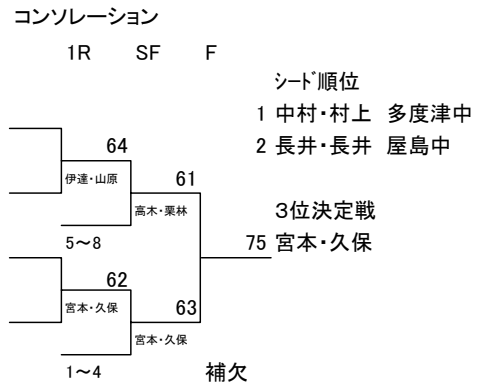 コンソレーション
1R SF F
シード順位
1 中村・村上 多度津中
2 長井・長井 屋島中
64
伊達・山原
61
高木・栗林
3位決定戦
5～8
75 宮本・久保
62
宮本・久保
63
宮本・久保
1～4
補欠